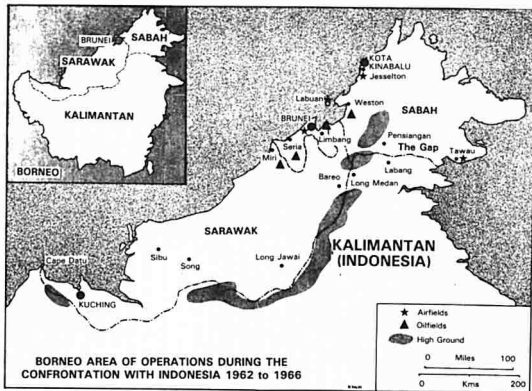 BRUNEI
SABAH
SARAWAK
KALIMANTAN
BORNEO
KOTA
KINABALU
Jesselton
Labuan
Weston
SABAH
BRUNEI
Limbang
Pensiangan
Seria
The Gap
Tawau
Miri
Labang
Bareo
Long Medan
SARAWAK
KALIMANTAN
(INDONESIA)
Cape Datu
Sibu
Song
Long Jawai
KUCHING
Airfields
Oilfields
High Ground
0 Miles 100
0 Kms 200
BORNEO AREA OF OPERATIONS DURING THE
CONFRONTATION WITH INDONESIA 1962 to 1966